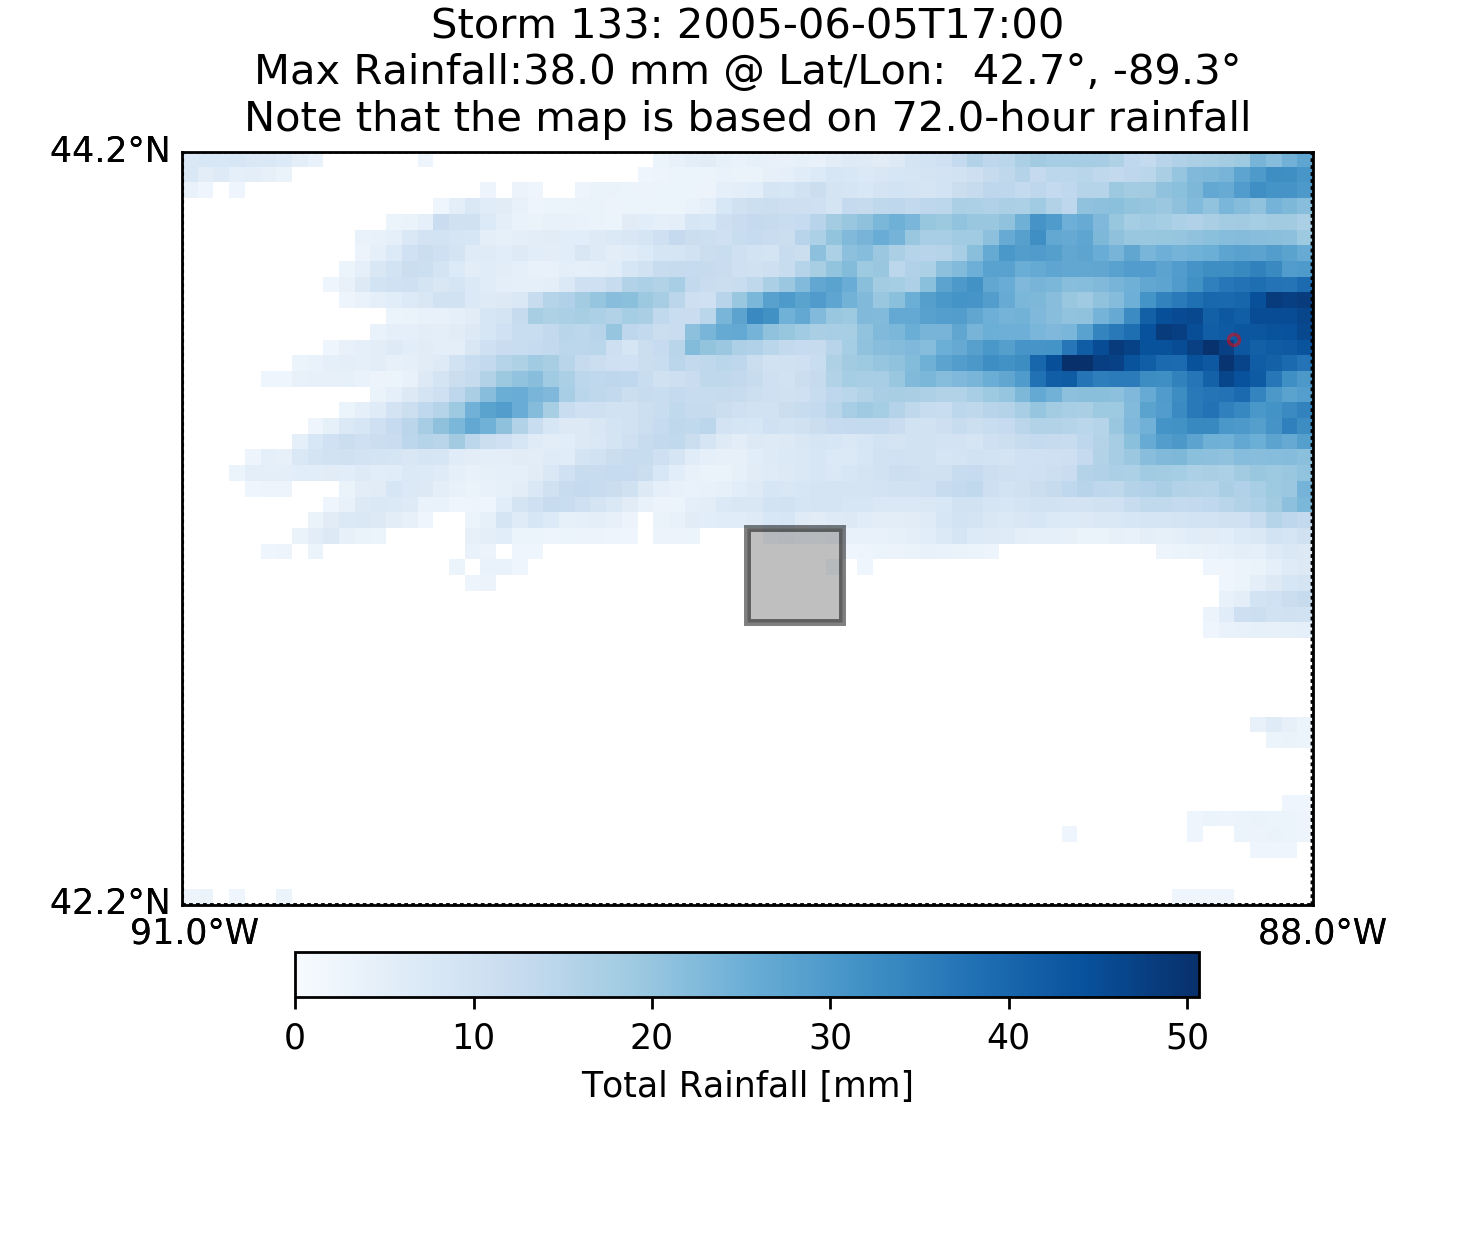 Storm 133: 2005-06-05T17:00
Max Rainfall:38.0 mm @ Lat/Lon:  42.7°, -89.3°
Note that the map is based on 72.0-hour rainfall
44.2°N
42.2°N
91.0°W 88.0°W
0 10 20 30 40 50
Total Rainfall [mm]